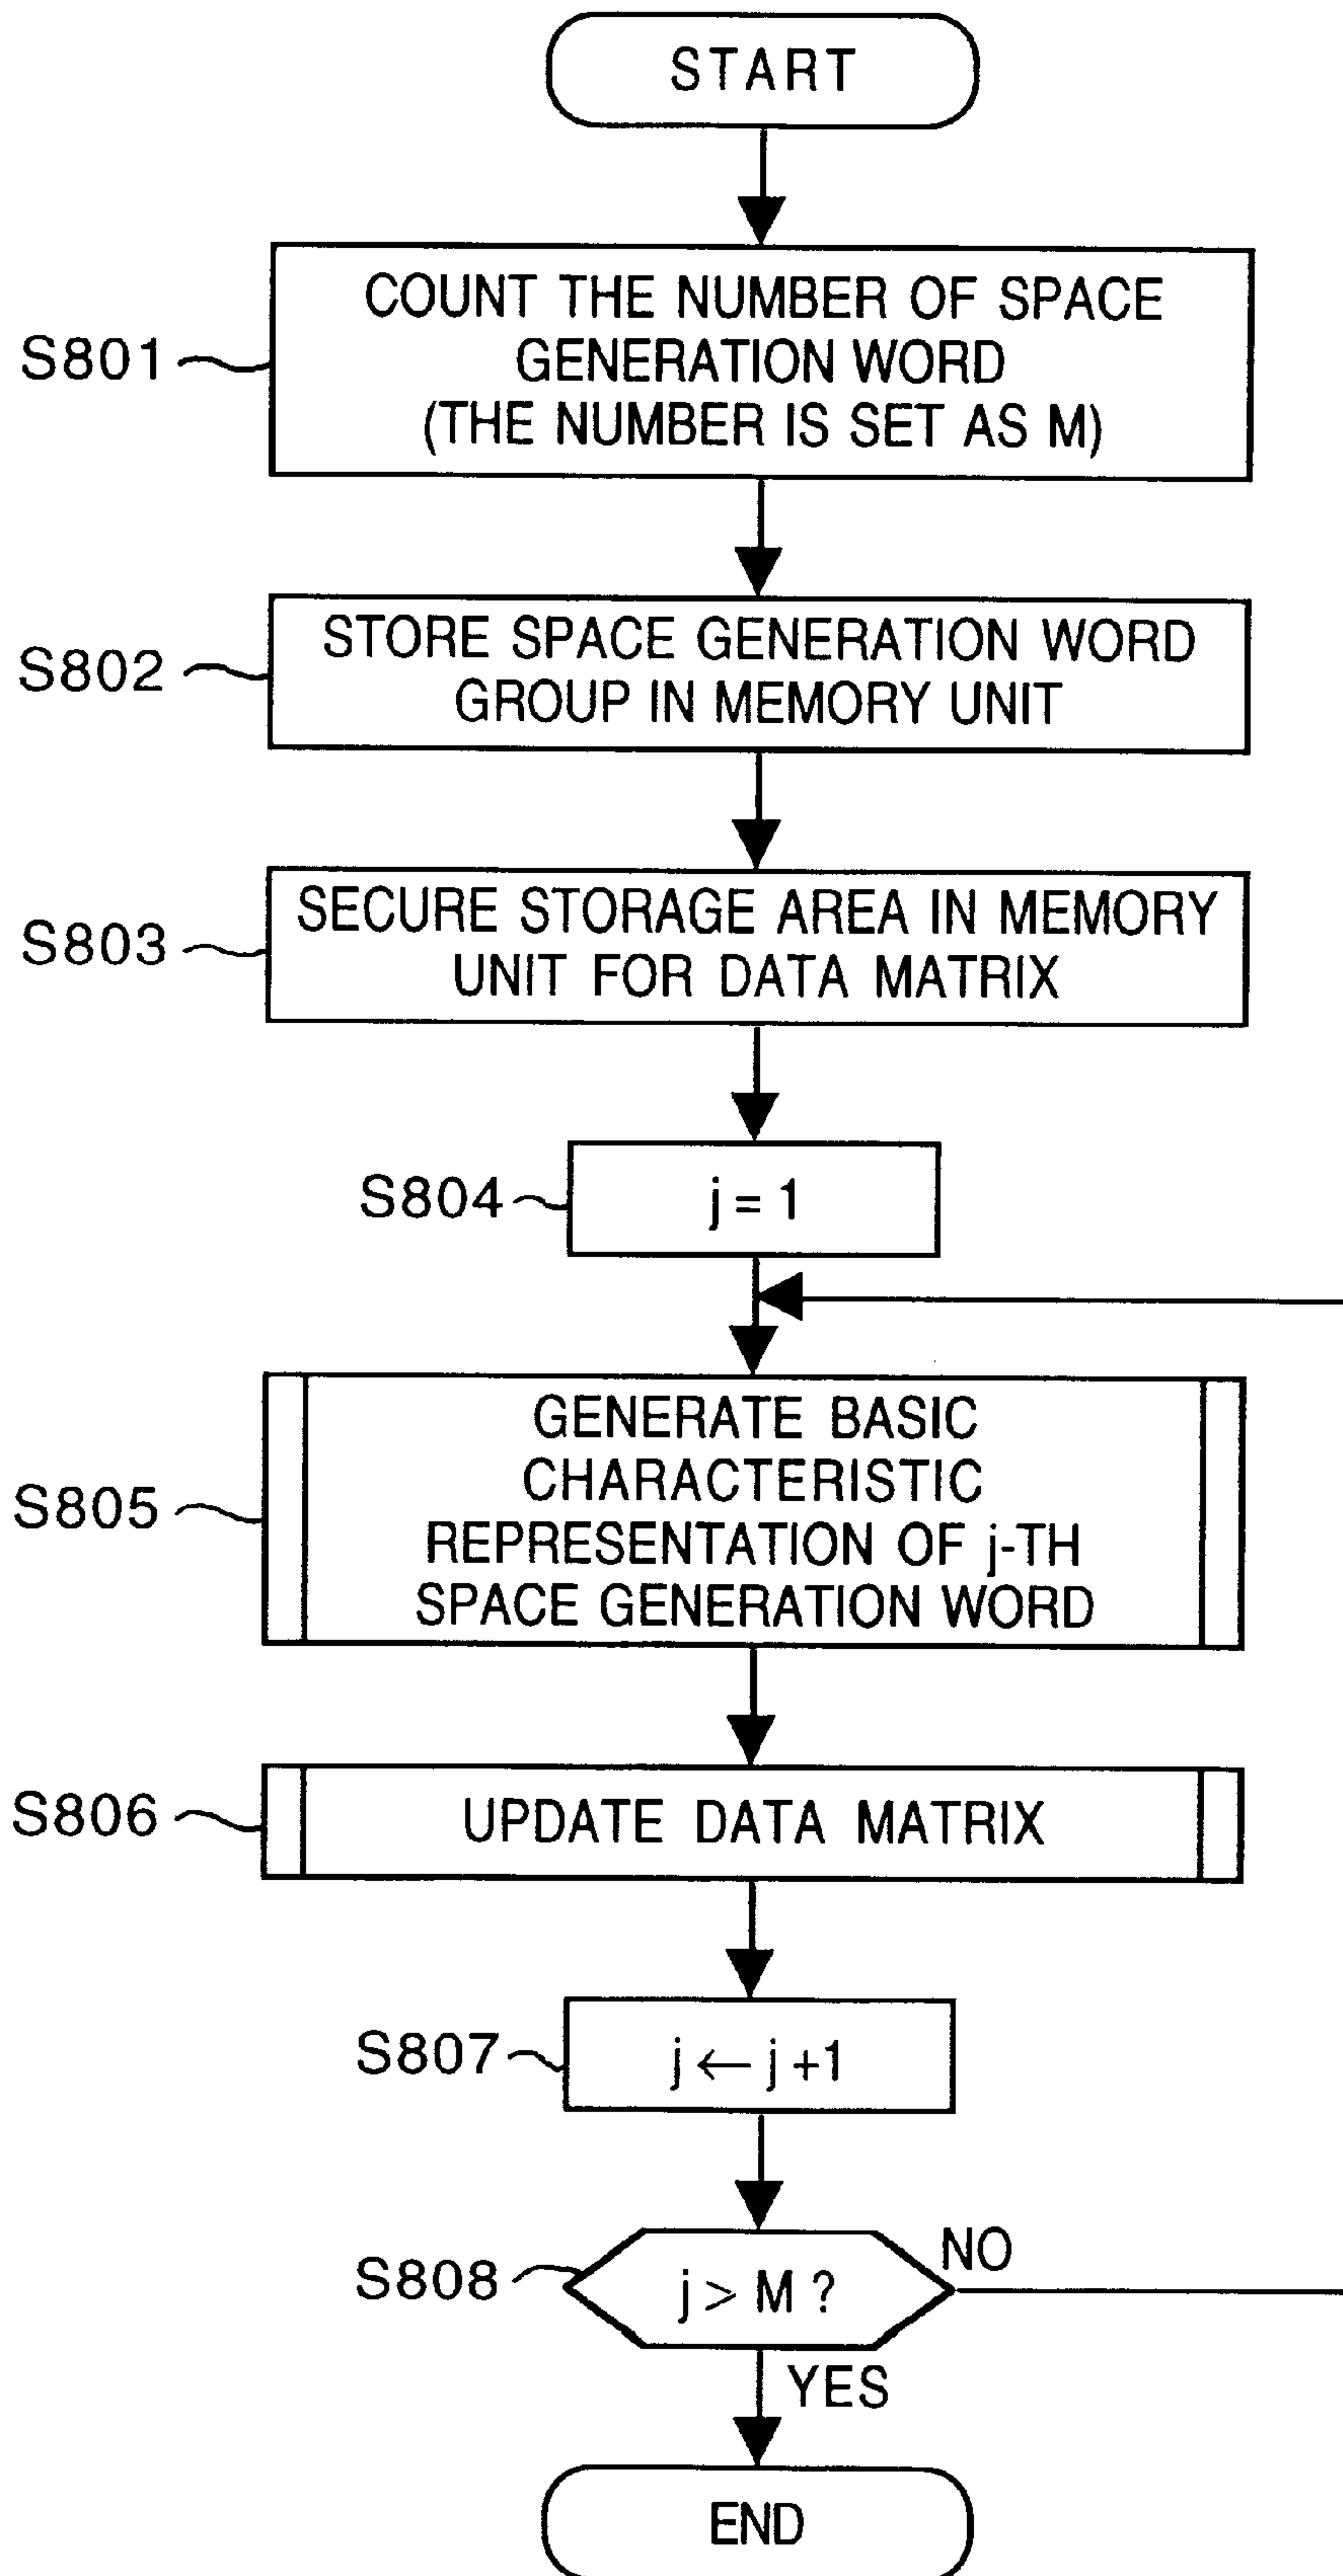 START
S801
COUNT THE NUMBER OF SPACE
GENERATION WORD
(THE NUMBER IS SET AS M)
S802
STORE SPACE GENERATION WORD
GROUP IN MEMORY UNIT
S803
SECURE STORAGE AREA IN MEMORY
UNIT FOR DATA MATRIX
S804
j = 1
S805
GENERATE BASIC
CHARACTERISTIC
REPRESENTATION OF j-TH
SPACE GENERATION WORD
S806
UPDATE DATA MATRIX
S807
j ← j +1
S808
j > M ?
NO
YES
END